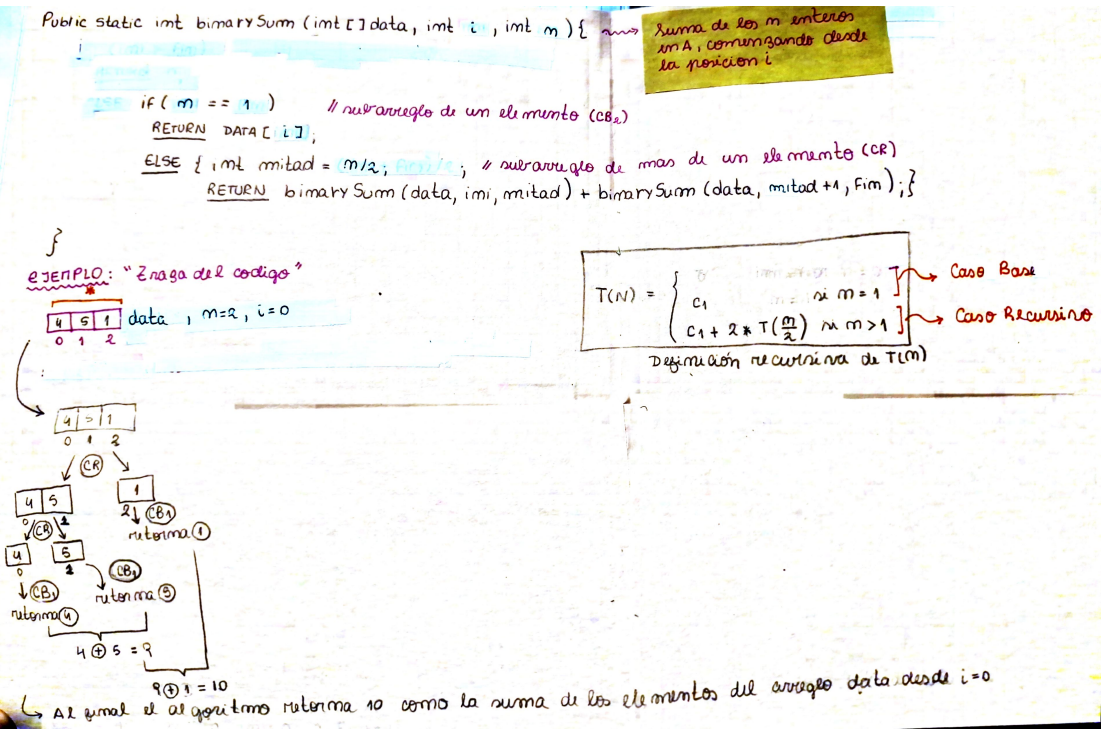 Public static int binarySum (int [] data, int i, int n) {
Suma de los n enteros
en A, comenzando desde
la posicion i
if ( n == 1 ) // subarreglo de un elemento (CB₁)
RETURN DATA [ i ];
ELSE { int mitad = n/2; ; // subarreglo de mas de un elemento (CR)
RETURN binarySum (data, ini, mitad) + binarySum (data, mitad +1, Fin); }
}
EJEMPLO: "Traza del codigo"
4 5 1 data , n=2, i=0
0 1 2
T(N) = {
C₁ si n = 1
Caso Base
C₁ + 2 * T(n/2) si n>1
Caso Recursivo
Definición recursiva de T(n)
4 5 1
0 1 2
CR
4 5 1
2 CB₁
CR retorna 1
4 5
0
CB₁ CB₁
retorna 4 retorna 5
4 + 5 = 9
9 + 1 = 10
Al final el algoritmo retorna 10 como la suma de los elementos del arreglo data desde i=0